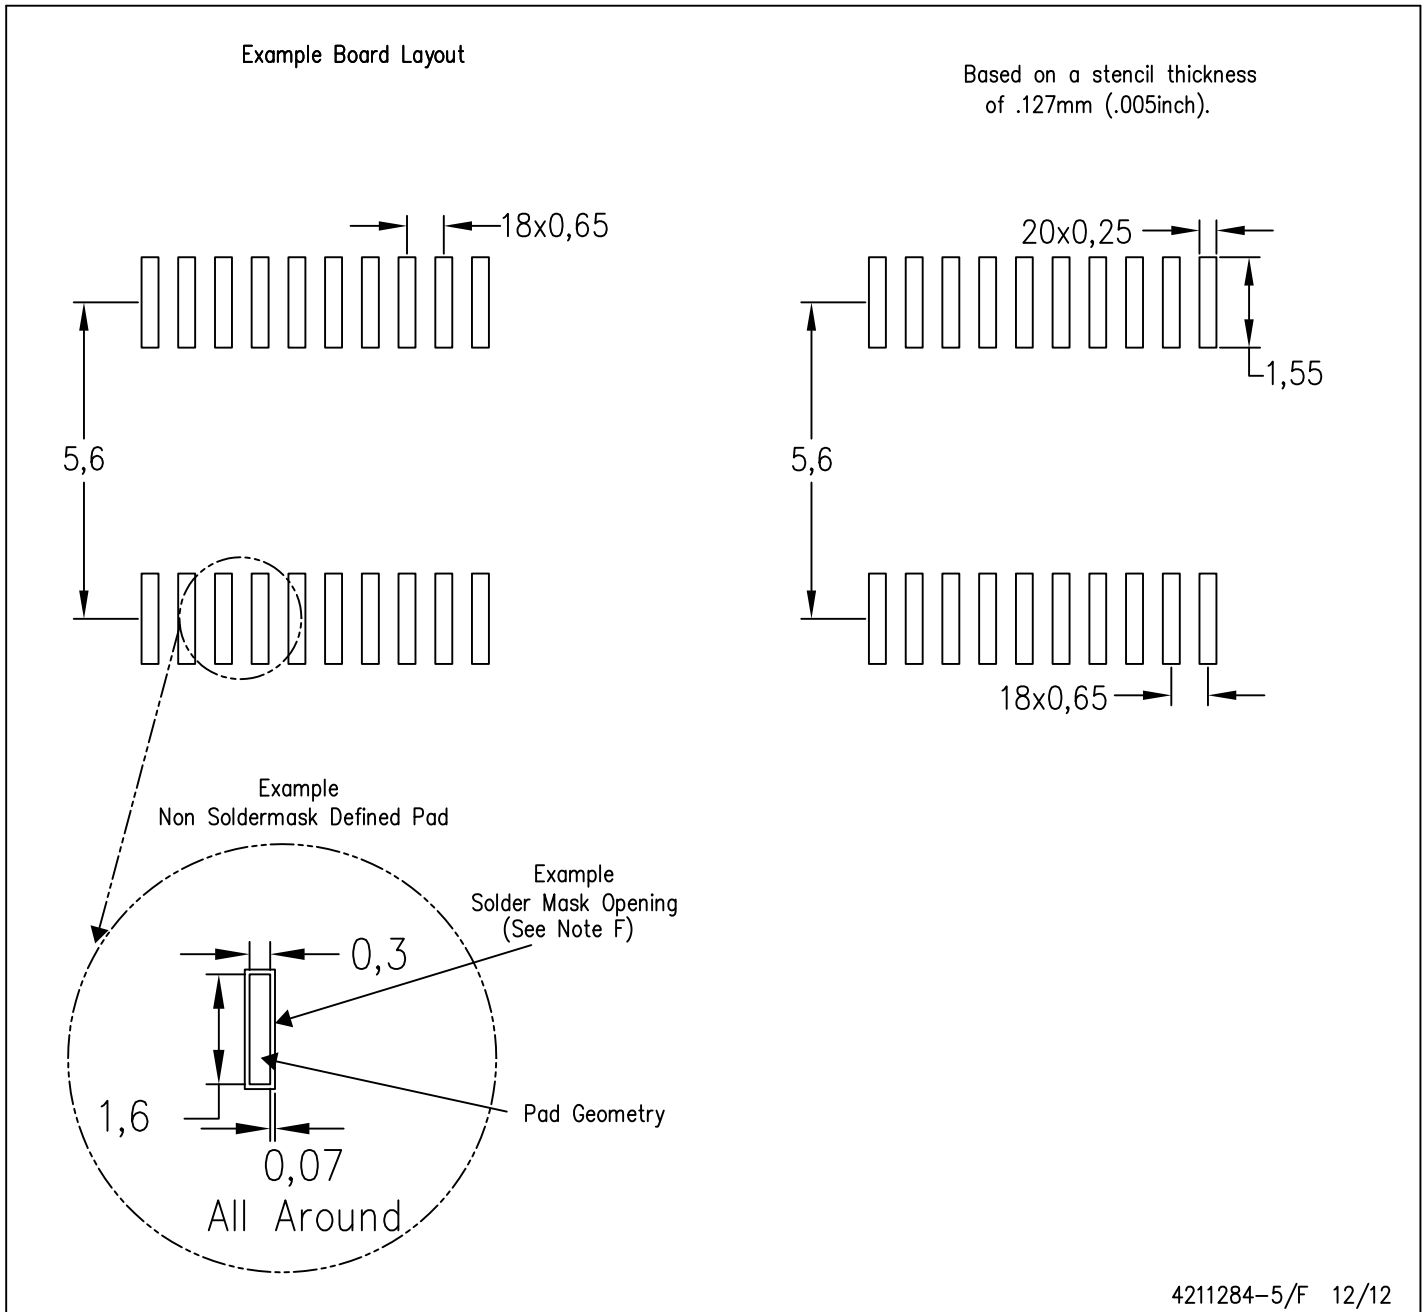 Example Board Layout
Based on a stencil thickness
of .127mm (.005inch).
18x0,65
20x0,25
1,55
5,6
5,6
18x0,65
Example
Non Soldermask Defined Pad
Example
Solder Mask Opening
(See Note F)
0,3
1,6
Pad Geometry
0,07
All Around
4211284-5/F 12/12